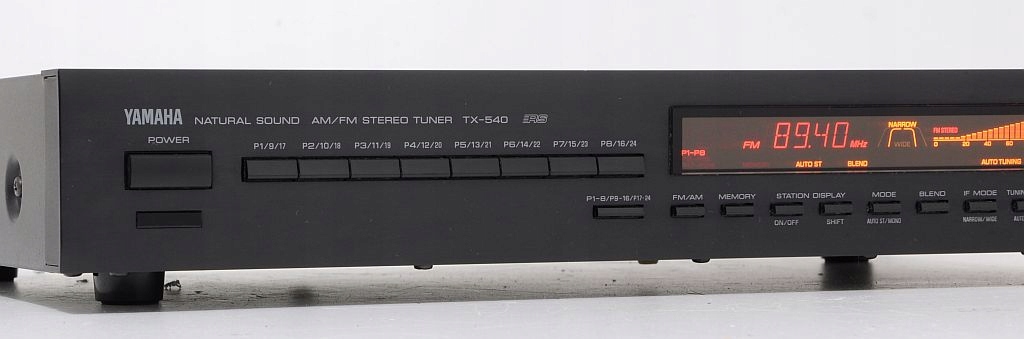 YAMAHA NATURAL SOUND AM/FM STEREO TUNER TX-540 RS
POWER
P1/9/17 P2/10/18 P3/11/19 P4/12/20 P5/13/21 P6/14/22 P7/15/23 P8/16/24
P1-8/P9-16/P17-24
FM 89.40 MHz
NARROW
WIDE
FM STEREO
0 20 40 60
P1-P8
MEMORY AUTO ST BLEND AUTO TUNING
FM/AM MEMORY STATION DISPLAY MODE BLEND IF MODE
ON/OFF SHIFT AUTO ST/MONO NARROW/WIDE